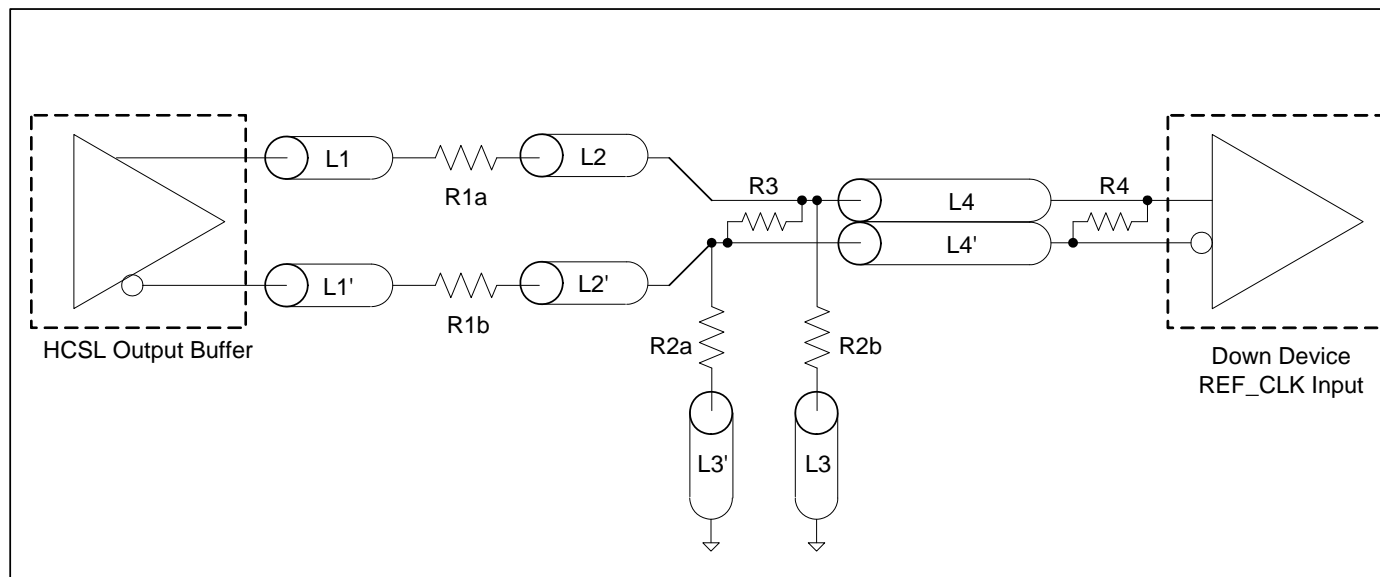 L1
R1a
L2
R3
L4
R4
L4'
L1'
R1b
L2'
HCSL Output Buffer
R2a
R2b
Down Device
REF_CLK Input
L3'
L3